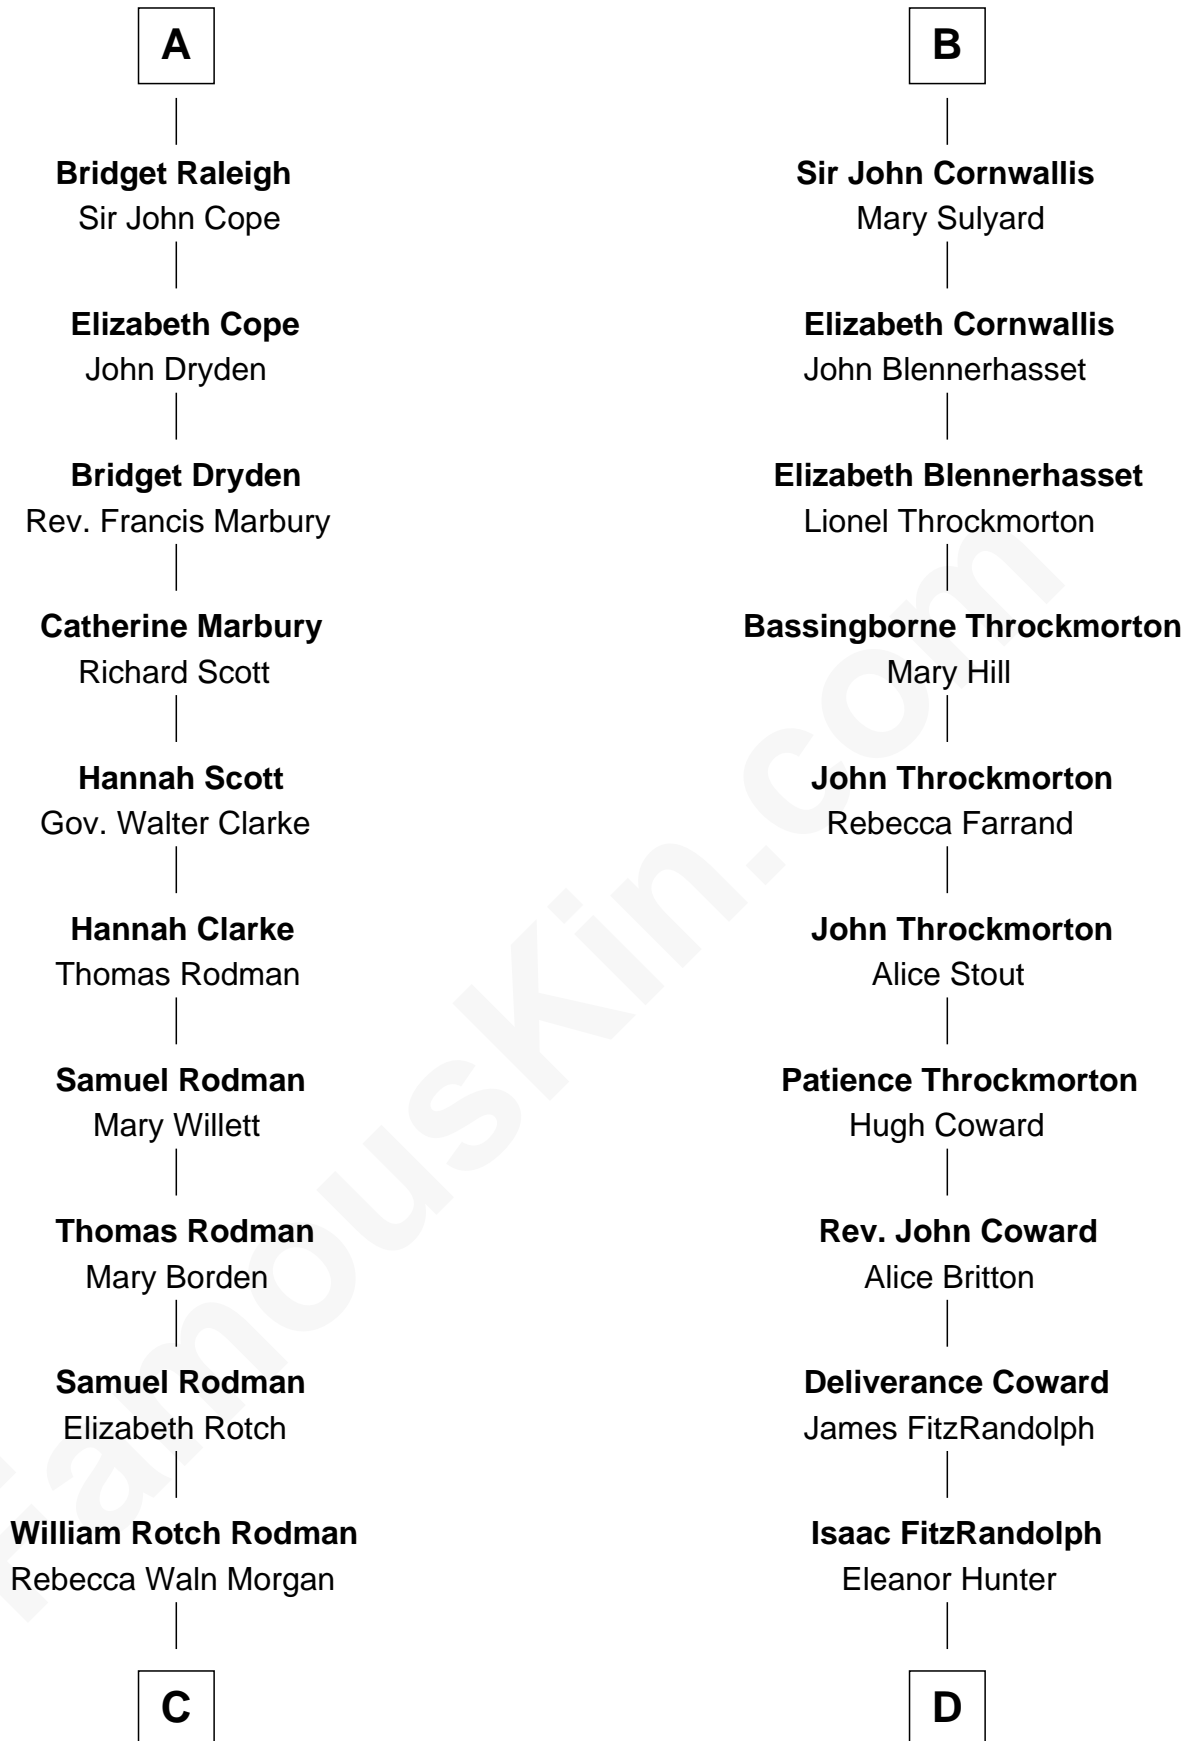 A
Bridget Raleigh
Sir John Cope
Elizabeth Cope
John Dryden
Bridget Dryden
Rev. Francis Marbury
Catherine Marbury
Richard Scott
Hannah Scott
Gov. Walter Clarke
Hannah Clarke
Thomas Rodman
Samuel Rodman
Mary Willett
Thomas Rodman
Mary Borden
Samuel Rodman
Elizabeth Rotch
William Rotch Rodman
Rebecca Waln Morgan
C
B
Sir John Cornwallis
Mary Sulyard
Elizabeth Cornwallis
John Blennerhasset
Elizabeth Blennerhasset
Lionel Throckmorton
Bassingborne Throckmorton
Mary Hill
John Throckmorton
Rebecca Farrand
John Throckmorton
Alice Stout
Patience Throckmorton
Hugh Coward
Rev. John Coward
Alice Britton
Deliverance Coward
James FitzRandolph
Isaac FitzRandolph
Eleanor Hunter
D
FamousKin.com